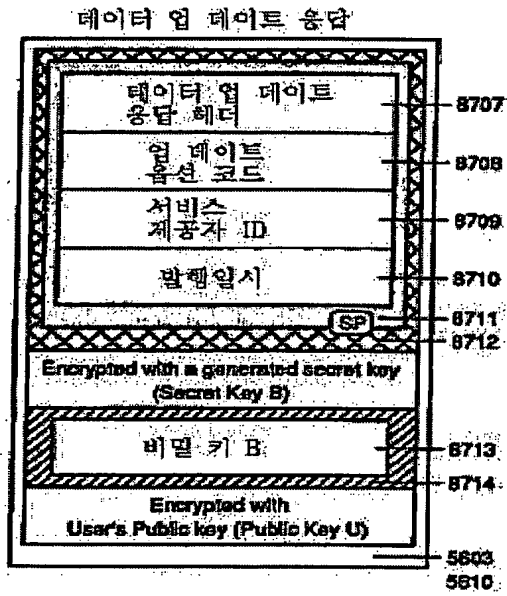 데이터 업 데이트 응답
데이터 업 데이트
응답 헤더
8707
업 데이트
옵션 코드
8708
서비스
제공자 ID
8709
발행일시
8710
SP
8711
8712
Encrypted with a generated secret key
(Secret Key B)
비밀 키 B
8713
8714
Encrypted with
User's Public key (Public Key U)
5603
5610